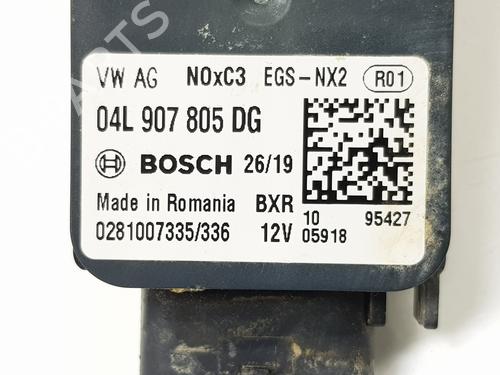 VW AG NOxC3 EGS-NX2 R01
04L 907 805 DG
BOSCH 26/19
Made in Romania BXR
0281007335/336 12V
10 95427
05918
PARTS